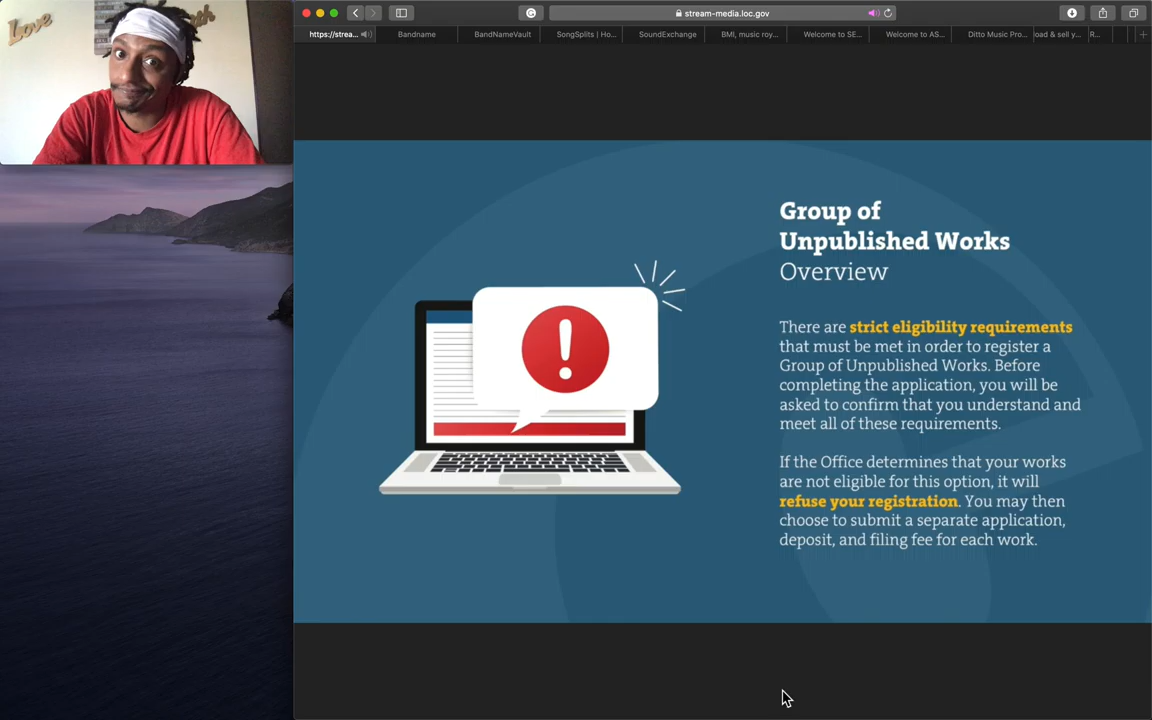 Love
stream-media.loc.gov
https://strea...
Bandname
BandNameVault
SongSplits | Ho...
SoundExchange
BMI, music roy...
Welcome to SE...
Welcome to AS...
Ditto Music Pro...
oad & sell y...
R...
Group of
Unpublished Works
Overview
There are strict eligibility requirements
that must be met in order to register a
Group of Unpublished Works. Before
completing the application, you will be
asked to confirm that you understand and
meet all of these requirements.
If the Office determines that your works
are not eligible for this option, it will
refuse your registration. You may then
choose to submit a separate application,
deposit, and filing fee for each work.